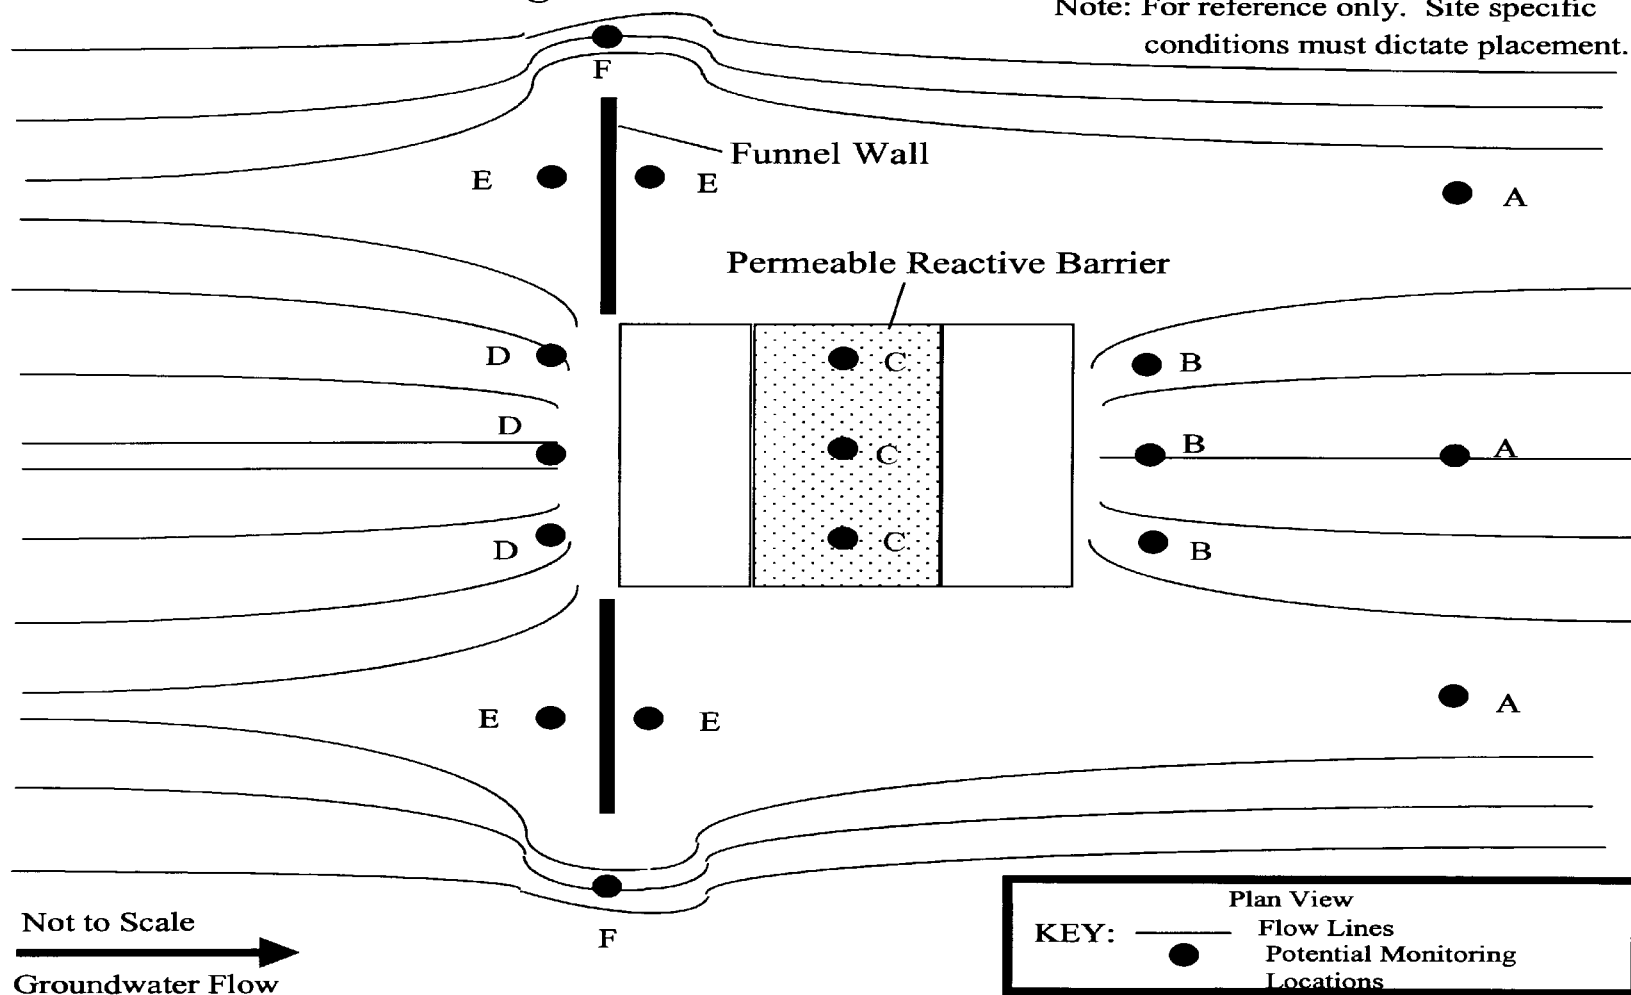 Note: For reference only. Site specific
conditions must dictate placement.
F
Funnel Wall
E
E
A
Permeable Reactive Barrier
D
C
B
D
C
B
A
D
C
B
E
E
A
F
Not to Scale
Groundwater Flow
Plan View
KEY:
Flow Lines
Potential Monitoring
Locations